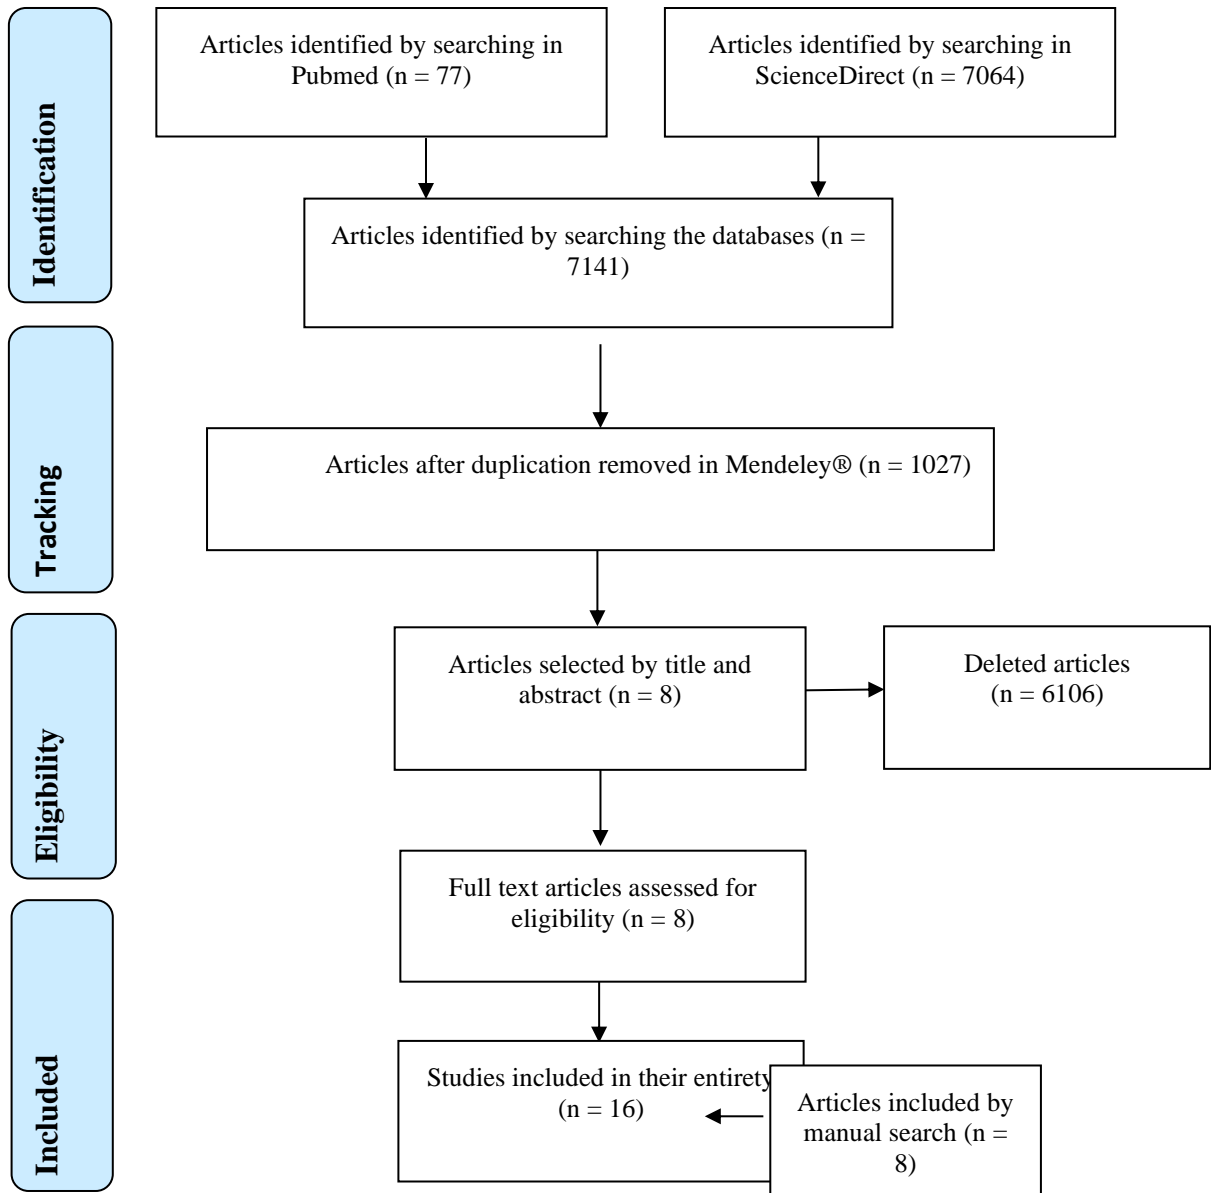 Identification
Articles identified by searching in
Pubmed (n = 77)
Articles identified by searching in
ScienceDirect (n = 7064)
Articles identified by searching the databases (n =
7141)
Tracking
Articles after duplication removed in Mendeley® (n = 1027)
Eligibility
Articles selected by title and
abstract (n = 8)
Deleted articles
(n = 6106)
Full text articles assessed for
eligibility (n = 8)
Included
Studies included in their entirety
(n = 16)
Articles included by
manual search (n =
8)